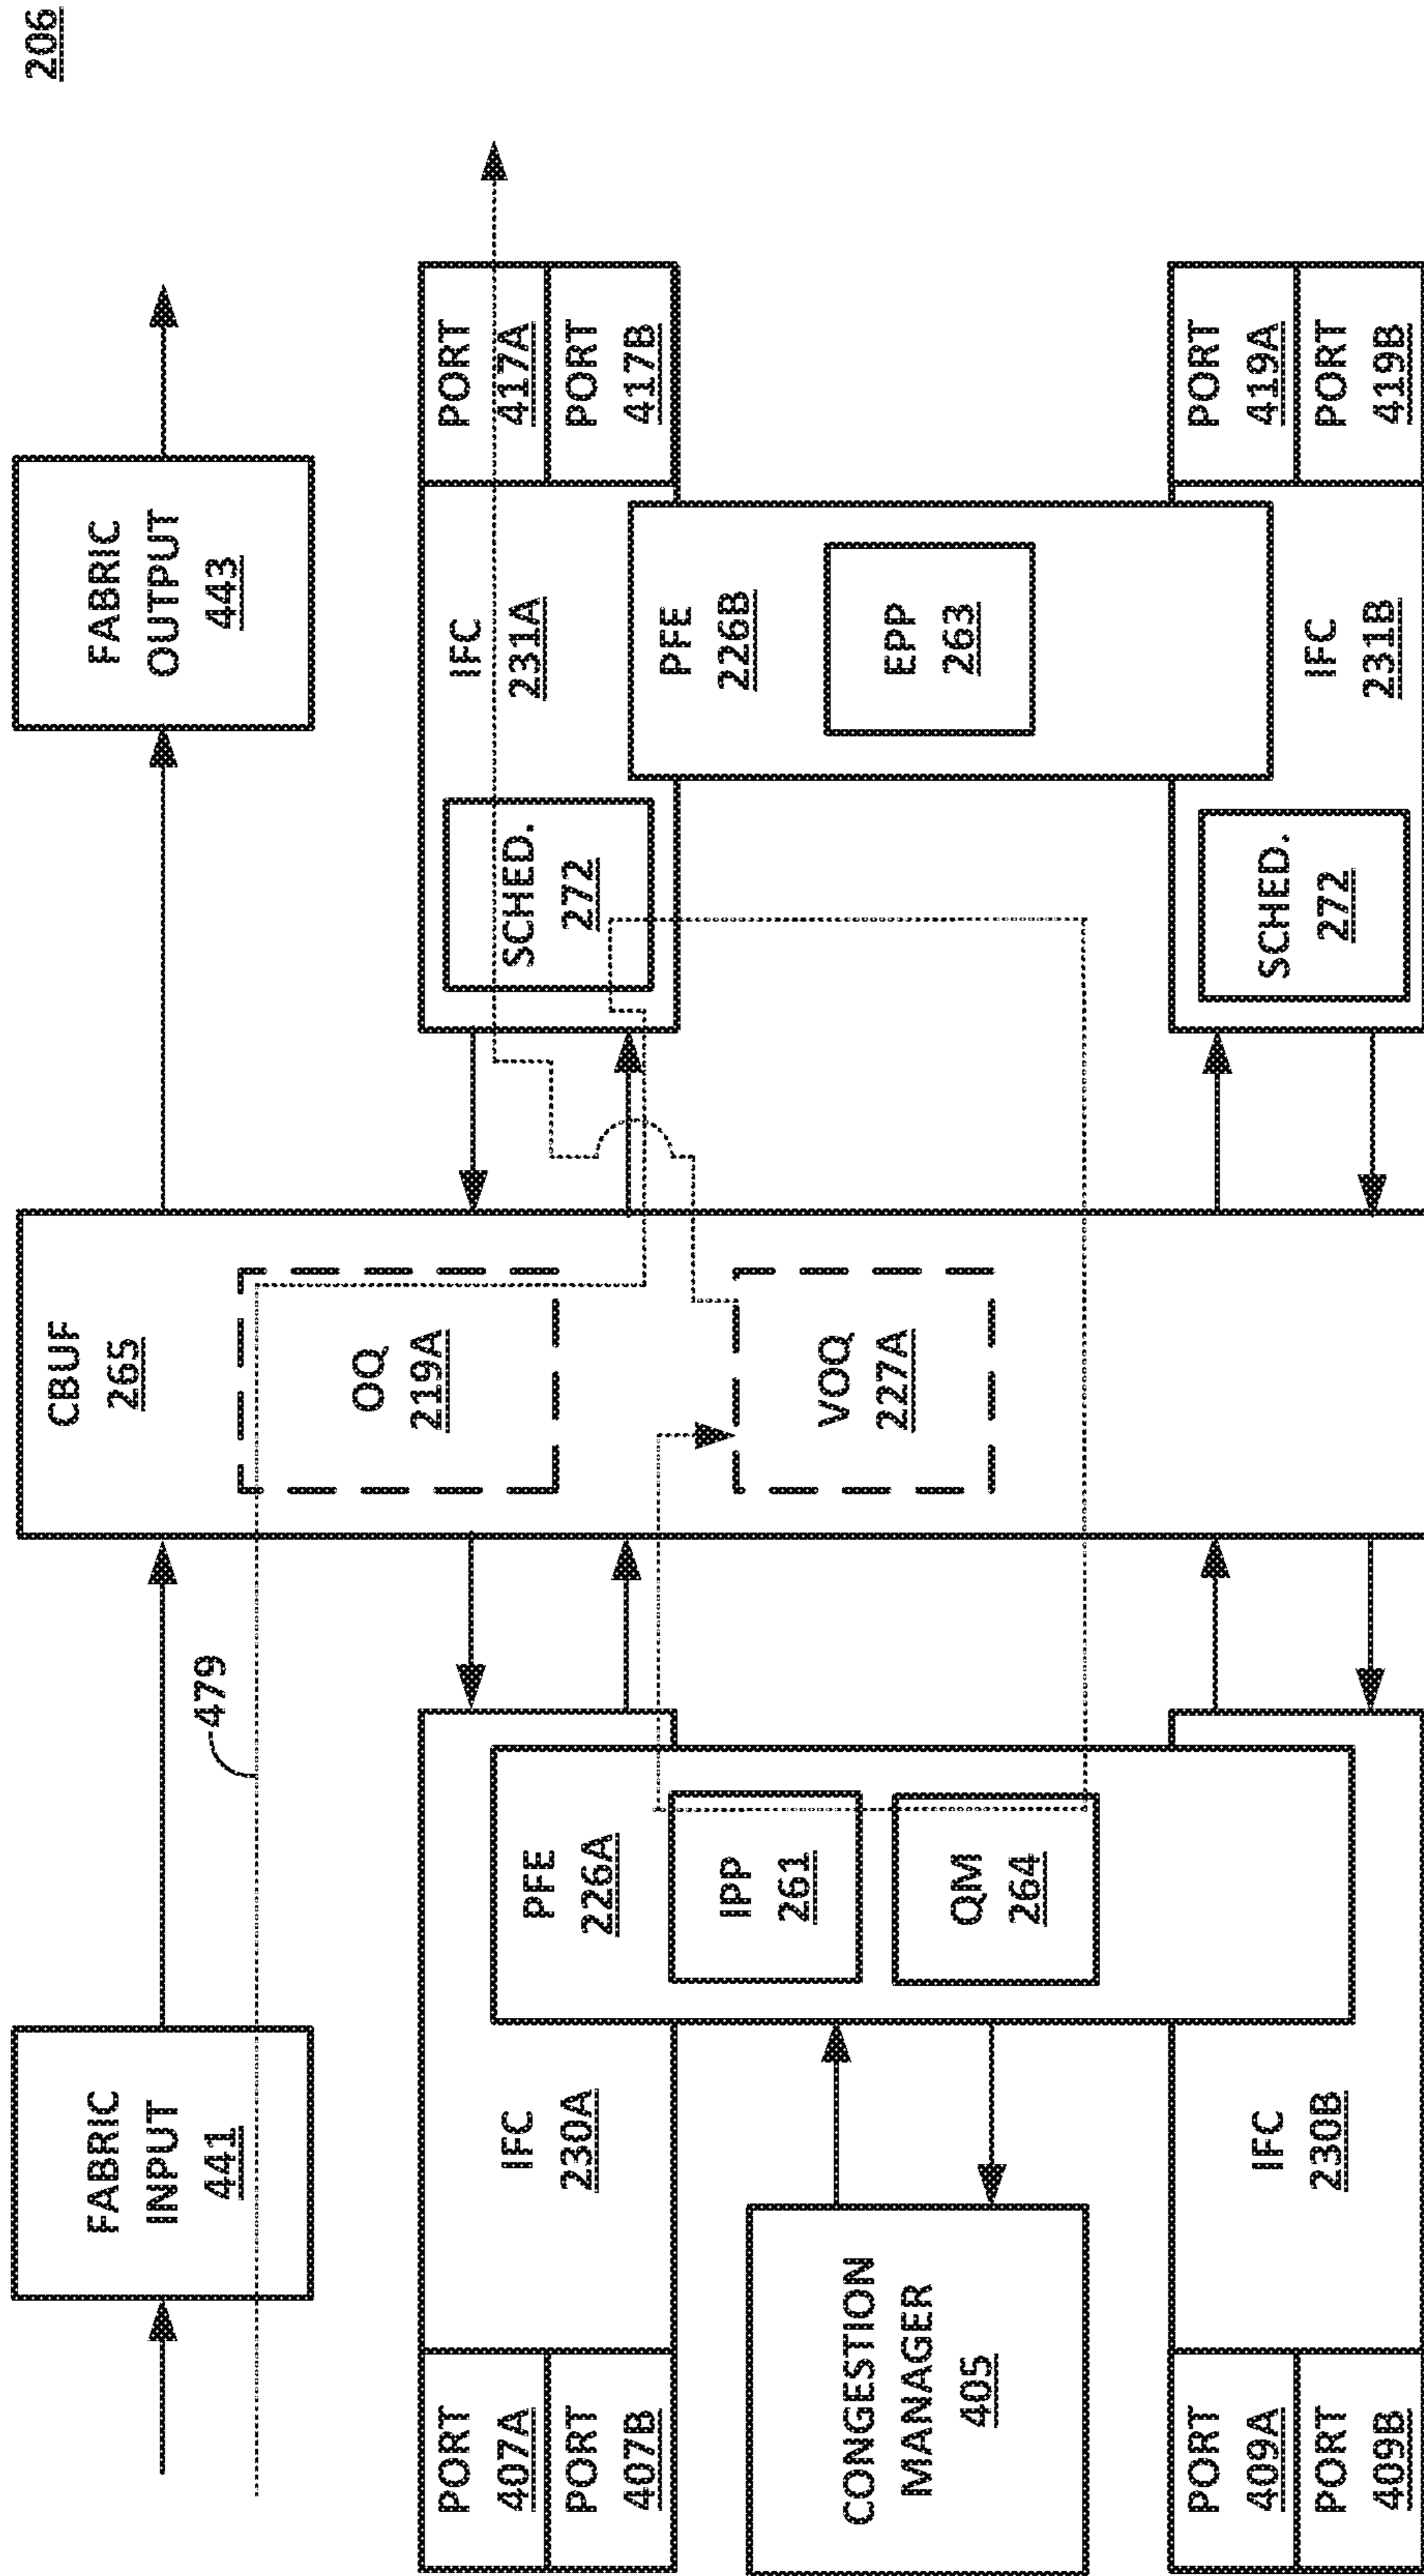 206
FABRIC
INPUT
441
479
CBUF
265
OQ
219A
VOQ
227A
FABRIC
OUTPUT
443
PORT
407A
PORT
407B
IFC
230A
PFE
226A
IPP
261
QM
264
CONGESTION
MANAGER
405
PORT
409A
PORT
409B
IFC
230B
SCHED.
272
IFC
231A
PORT
417A
PORT
417B
PFE
226B
EPP
263
SCHED.
272
IFC
231B
PORT
419A
PORT
419B